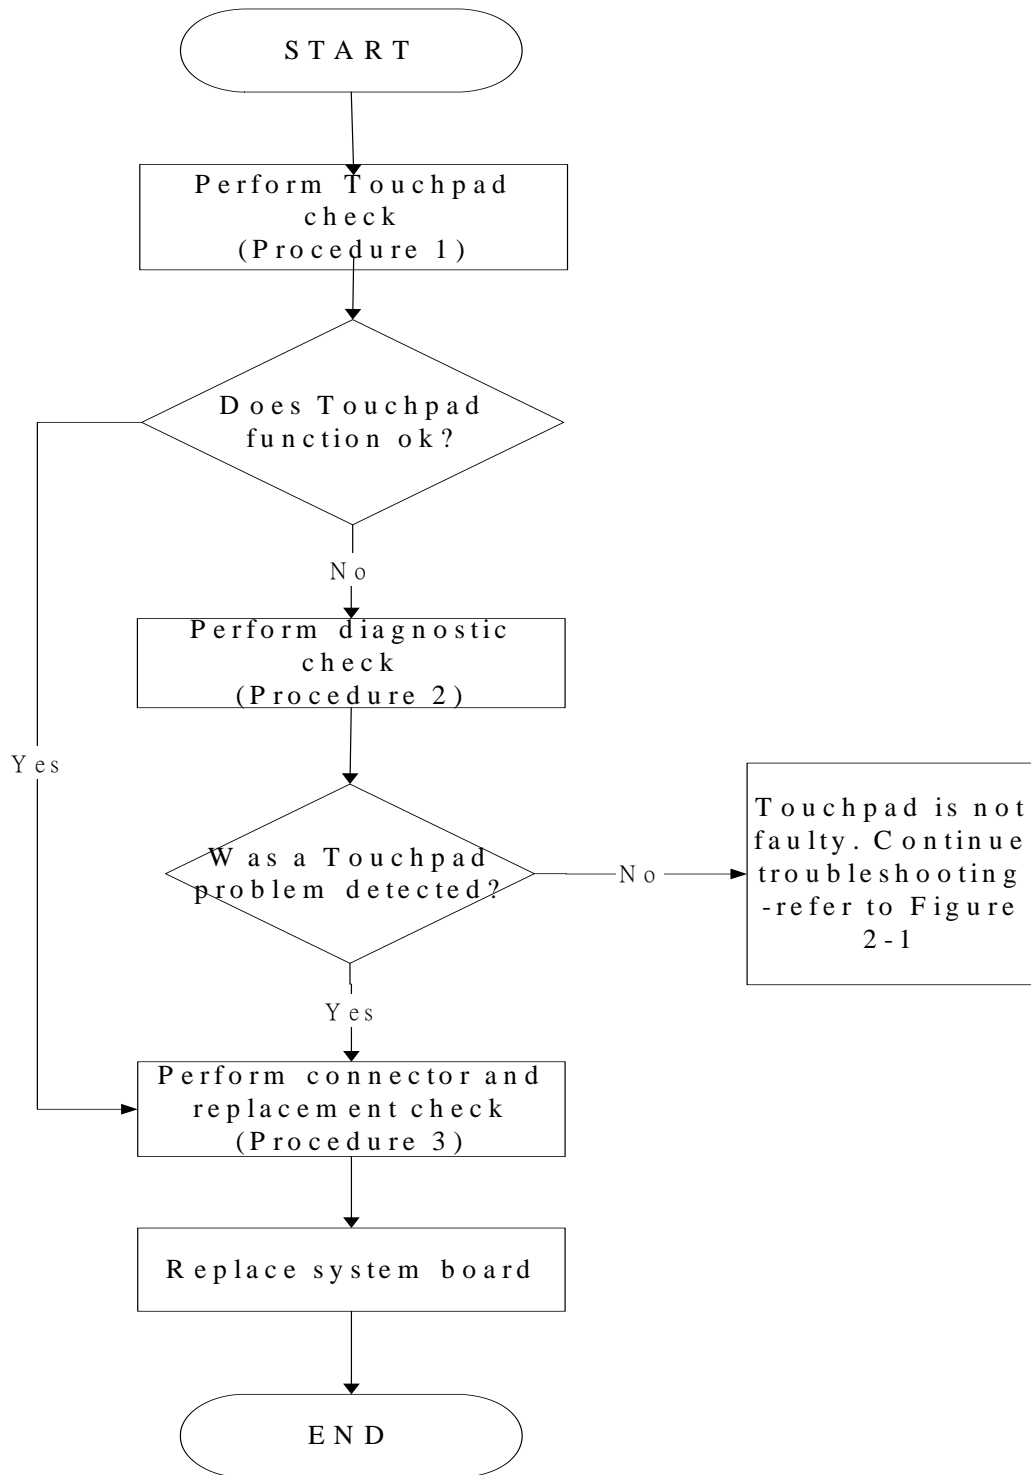 START
Perform Touchpad
check
(Procedure 1)
Does Touchpad
function ok?
No
Perform diagnostic
check
(Procedure 2)
Yes
Was a Touchpad
problem detected?
No
Touchpad is not
faulty. Continue
troubleshooting
-refer to Figure
2-1
Yes
Perform connector and
replacement check
(Procedure 3)
Replace system board
END